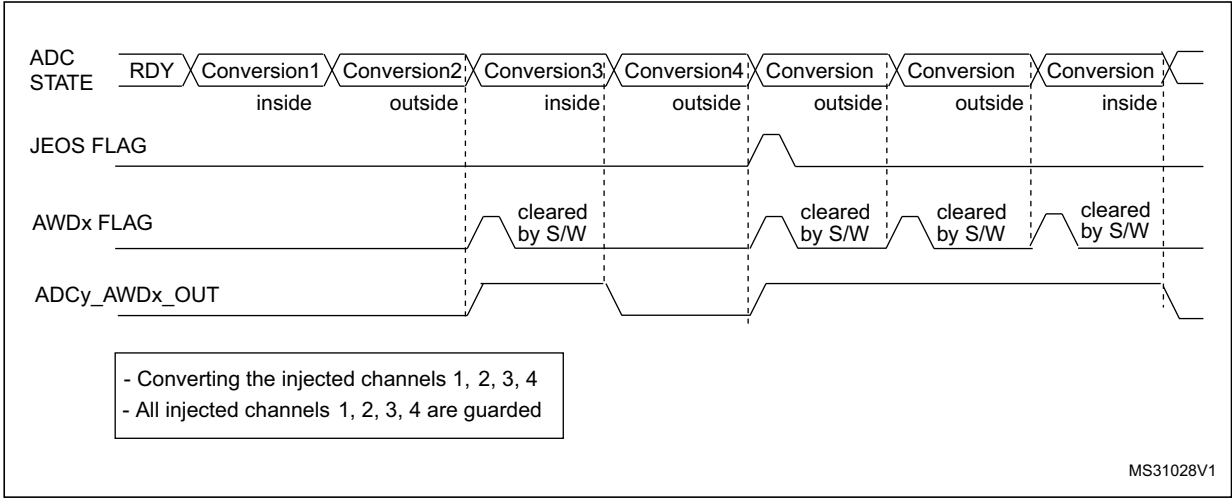 ADC
STATE
RDY Conversion1 Conversion2 Conversion3 Conversion4 Conversion Conversion Conversion
inside outside inside outside outside outside inside
JEOS FLAG
AWDx FLAG
cleared
by S/W
cleared
by S/W
cleared
by S/W
cleared
by S/W
ADCy_AWDx_OUT
- Converting the injected channels 1, 2, 3, 4
- All injected channels 1, 2, 3, 4 are guarded
MS31028V1